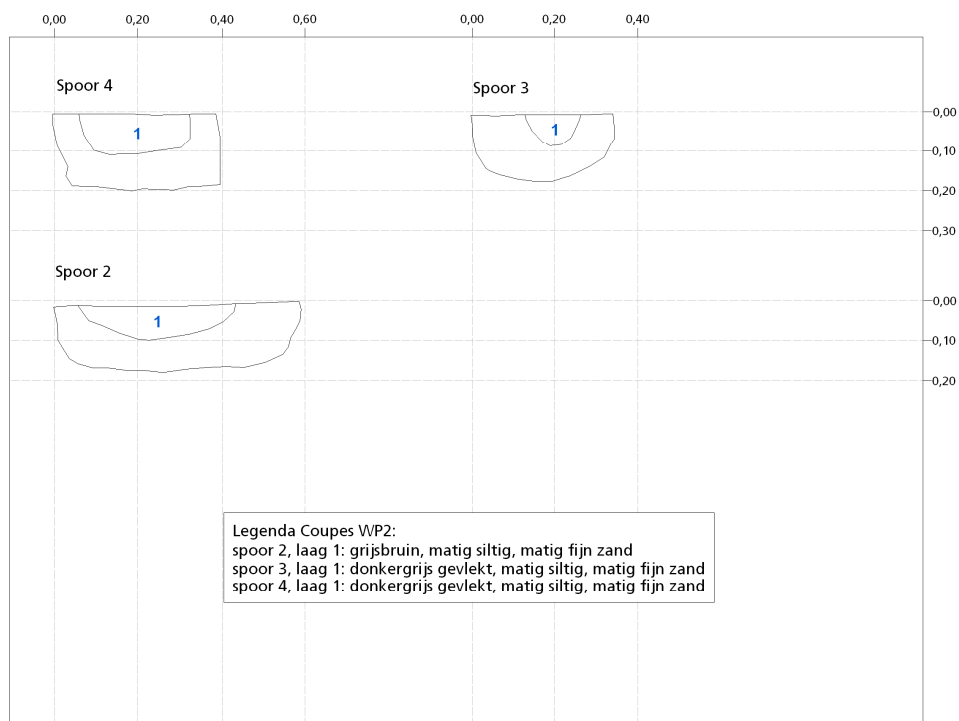 0,00 0,20 0,40 0,60 0,00 0,20 0,40
Spoor 4
1
Spoor 3
1
0,00
0,10
0,20
0,30
Spoor 2
1
0,00
0,10
0,20
Legenda Coupes WP2:
spoor 2, laag 1: grijsbruin, matig siltig, matig fijn zand
spoor 3, laag 1: donkergrijs gevlekt, matig siltig, matig fijn zand
spoor 4, laag 1: donkergrijs gevlekt, matig siltig, matig fijn zand